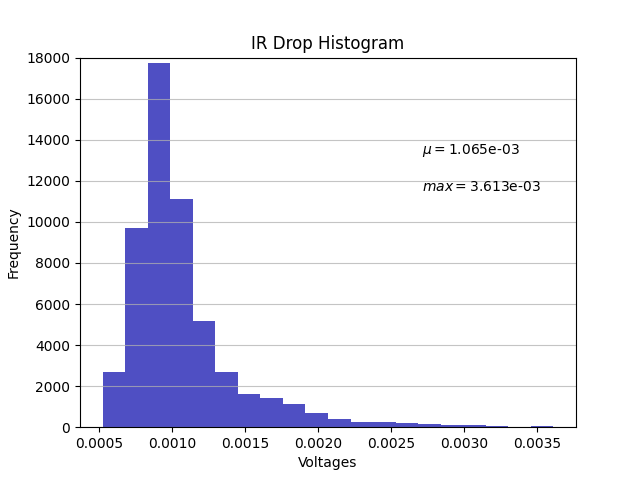 IR Drop Histogram
18000
16000
14000
12000
10000
8000
6000
4000
2000
0
Frequency
μ = 1.065e-03
max = 3.613e-03
0.0005 0.0010 0.0015 0.0020 0.0025 0.0030 0.0035
Voltages